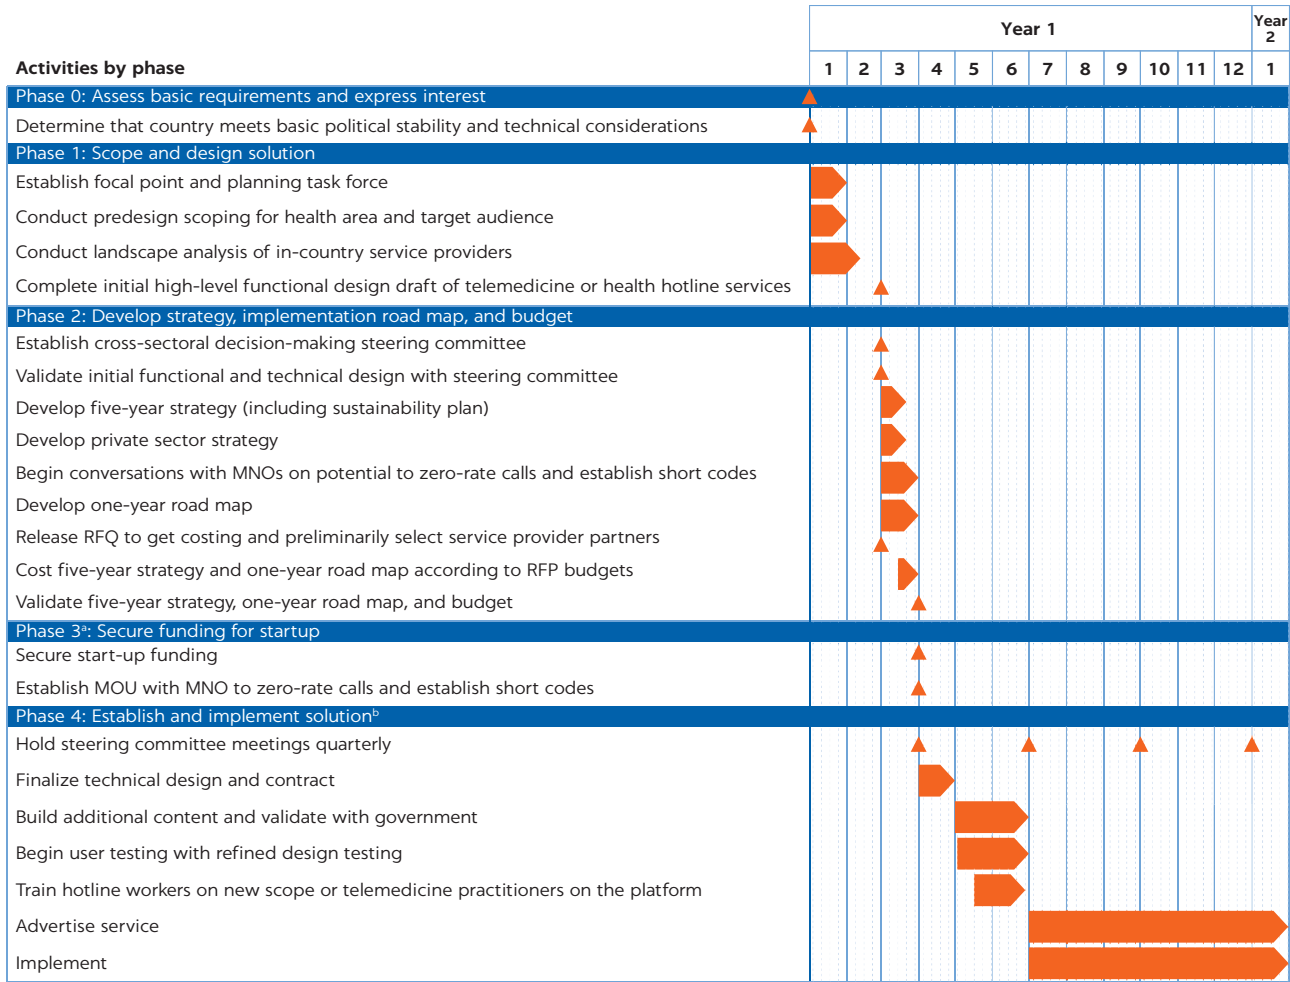 Year 1
Year
2
Activities by phase
1 2 3 4 5 6 7 8 9 10 11 12 1
Phase 0: Assess basic requirements and express interest
Determine that country meets basic political stability and technical considerations
Phase 1: Scope and design solution
Establish focal point and planning task force
Conduct predesign scoping for health area and target audience
Conduct landscape analysis of in-country service providers
Complete initial high-level functional design draft of telemedicine or health hotline services
Phase 2: Develop strategy, implementation road map, and budget
Establish cross-sectoral decision-making steering committee
Validate initial functional and technical design with steering committee
Develop five-year strategy (including sustainability plan)
Develop private sector strategy
Begin conversations with MNOs on potential to zero-rate calls and establish short codes
Develop one-year road map
Release RFQ to get costing and preliminarily select service provider partners
Cost five-year strategy and one-year road map according to RFP budgets
Validate five-year strategy, one-year road map, and budget
Phase 3ᵃ: Secure funding for startup
Secure start-up funding
Establish MOU with MNO to zero-rate calls and establish short codes
Phase 4: Establish and implement solutionᵇ
Hold steering committee meetings quarterly
Finalize technical design and contract
Build additional content and validate with government
Begin user testing with refined design testing
Train hotline workers on new scope or telemedicine practitioners on the platform
Advertise service
Implement